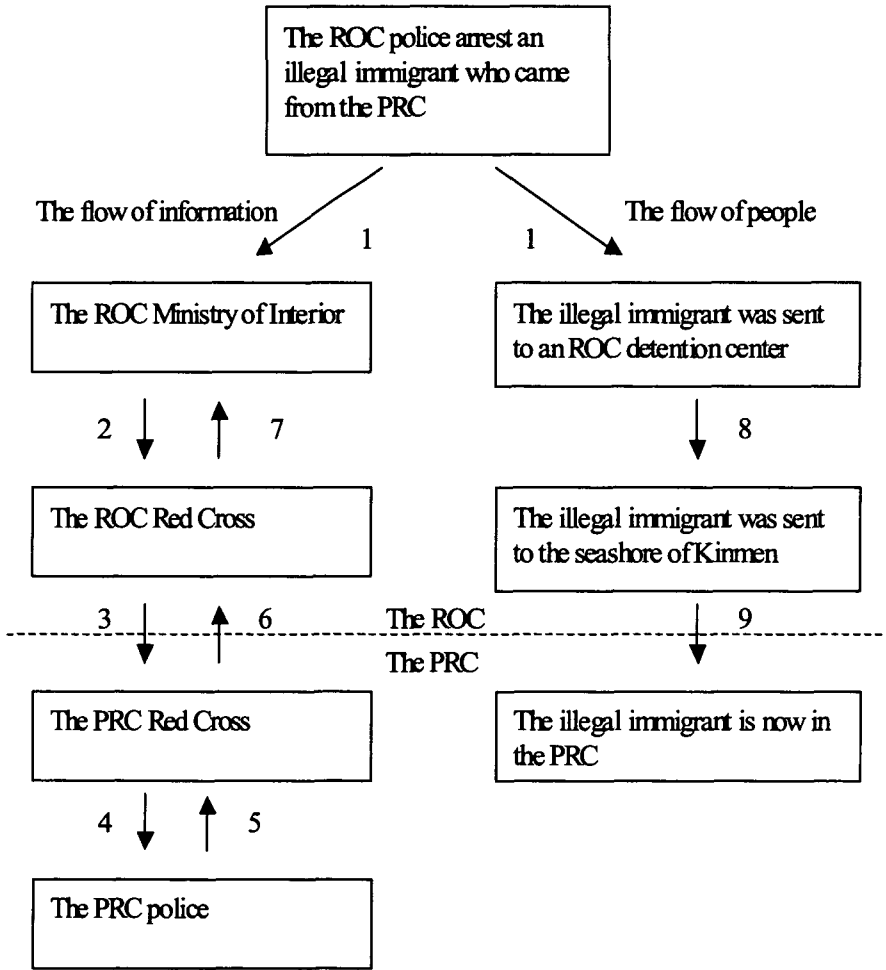 The ROC police arrest an
illegal immigrant who came
from the PRC
The flow of information
1
1
The flow of people
The ROC Ministry of Interior
The illegal immigrant was sent
to an ROC detention center
2
7
8
The ROC Red Cross
The illegal immigrant was sent
to the seashore of Kinmen
3
6
The ROC
9
The PRC
The PRC Red Cross
The illegal immigrant is now in
the PRC
4
5
The PRC police